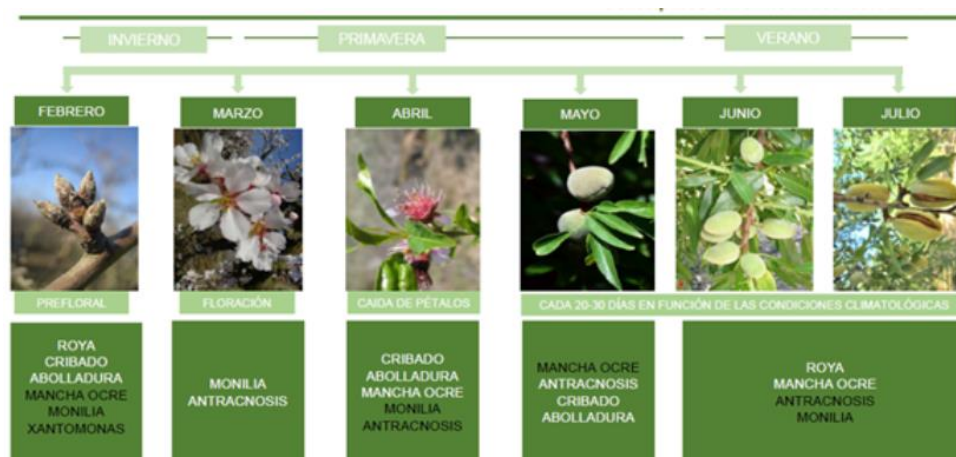 INVIERNO
PRIMAVERA
VERANO
FEBRERO
MARZO
ABRIL
MAYO
JUNIO
JULIO
PREFLORAL
FLORACIÓN
CAIDA DE PÉTALOS
CADA 20-30 DÍAS EN FUNCIÓN DE LAS CONDICIONES CLIMATOLÓGICAS
ROYA
CRIBADO
ABOLLADURA
MANCHA OCRE
MONILIA
XANTOMONAS
MONILIA
ANTRACNOSIS
CRIBADO
ABOLLADURA
MANCHA OCRE
MONILIA
ANTRACNOSIS
MANCHA OCRE
ANTRACNOSIS
CRIBADO
ABOLLADURA
ROYA
MANCHA OCRE
ANTRACNOSIS
MONILIA